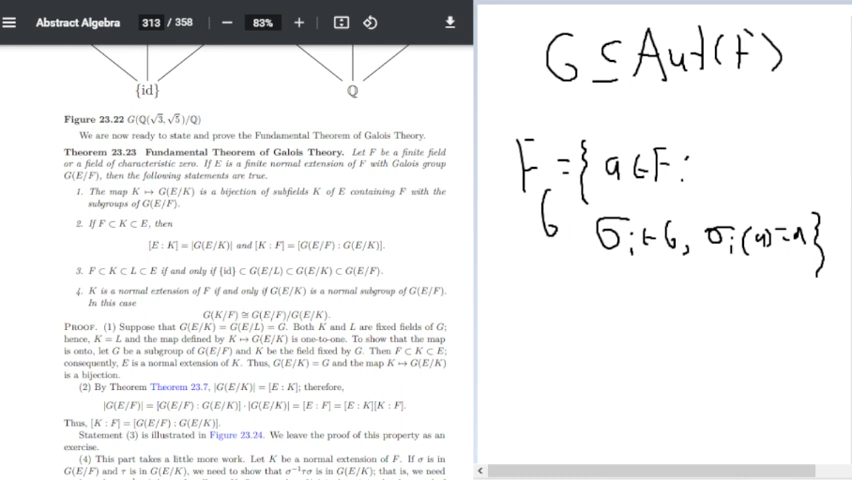 Abstract Algebra 313 / 358 83%
{id}
ℚ
Figure 23.22 G(ℚ(√3, √5)/ℚ)
We are now ready to state and prove the Fundamental Theorem of Galois Theory.
Theorem 23.23 Fundamental Theorem of Galois Theory. Let F be a finite field
or a field of characteristic zero. If E is a finite normal extension of F with Galois group
G(E/F), then the following statements are true.
1. The map K ↦ G(E/K) is a bijection of subfields K of E containing F with the
subgroups of G(E/F).
2. If F ⊂ K ⊂ E, then
[E : K] = |G(E/K)| and [K : F] = [G(E/F) : G(E/K)].
3. F ⊂ K ⊂ L ⊂ E if and only if {id} ⊂ G(E/L) ⊂ G(E/K) ⊂ G(E/F).
4. K is a normal extension of F if and only if G(E/K) is a normal subgroup of G(E/F).
In this case
G(K/F) ≅ G(E/F)/G(E/K).
PROOF. (1) Suppose that G(E/K) = G(E/L) = G. Both K and L are fixed fields of G;
hence, K = L and the map defined by K ↦ G(E/K) is one-to-one. To show that the map
is onto, let G be a subgroup of G(E/F) and K be the field fixed by G. Then F ⊂ K ⊂ E;
consequently, E is a normal extension of K. Thus, G(E/K) = G and the map K ↦ G(E/K)
is a bijection.
(2) By Theorem Theorem 23.7, |G(E/K)| = [E : K]; therefore,
|G(E/F)| = [G(E/F) : G(E/K)] · |G(E/K)| = [E : F] = [E : K][K : F].
Thus, [K : F] = [G(E/F) : G(E/K)].
Statement (3) is illustrated in Figure 23.24. We leave the proof of this property as an
exercise.
(4) This part takes a little more work. Let K be a normal extension of F. If σ is in
G(E/F) and τ is in G(E/K), we need to show that σ⁻¹τσ is in G(E/K); that is, we need
G ⊆ Aut(F)
F_G = { a ∈ F :
σᵢ ∈ G, σᵢ(a) = a }